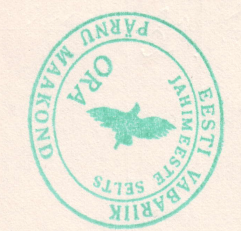 EESTI VABARIIK
PÄRNU MAAKOND
JAHIMEESTE SELTS
ORA